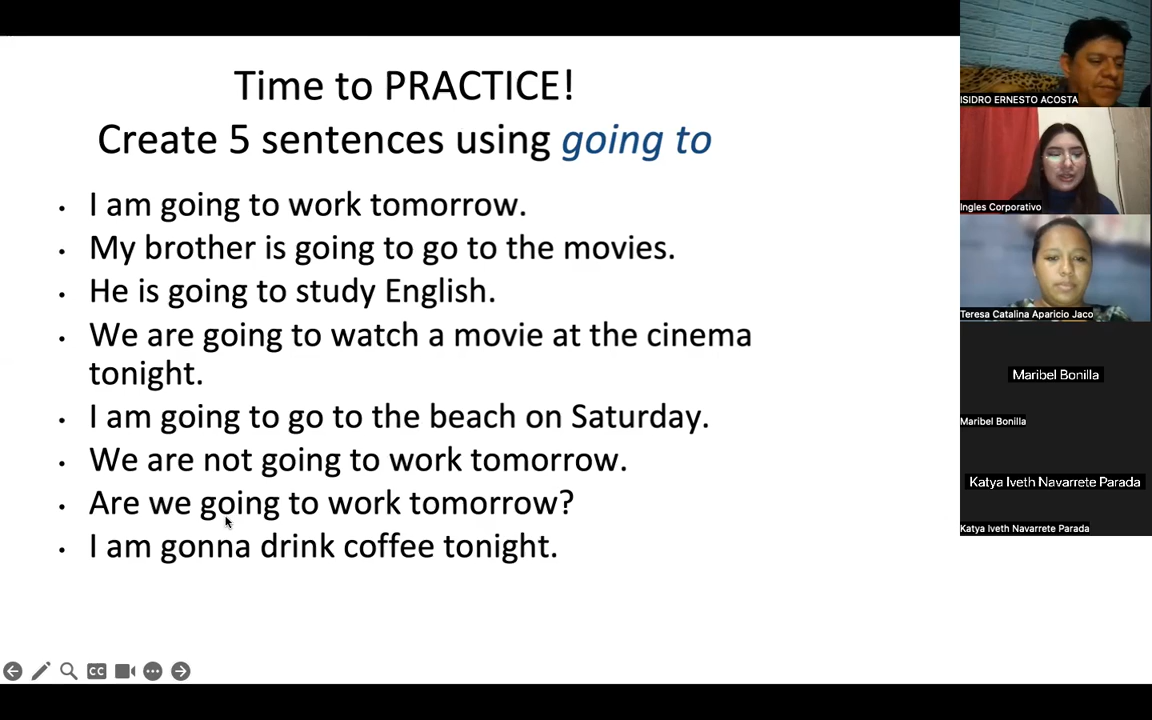 Time to PRACTICE!
Create 5 sentences using going to
• I am going to work tomorrow.
• My brother is going to go to the movies.
• He is going to study English.
• We are going to watch a movie at the cinema
tonight.
• I am going to go to the beach on Saturday.
• We are not going to work tomorrow.
• Are we going to work tomorrow?
• I am gonna drink coffee tonight.
CC
ISIDRO ERNESTO ACOSTA
Ingles Corporativo
Teresa Catalina Aparicio Jaco
Maribel Bonilla
Maribel Bonilla
Katya Iveth Navarrete Parada
Katya Iveth Navarrete Parada